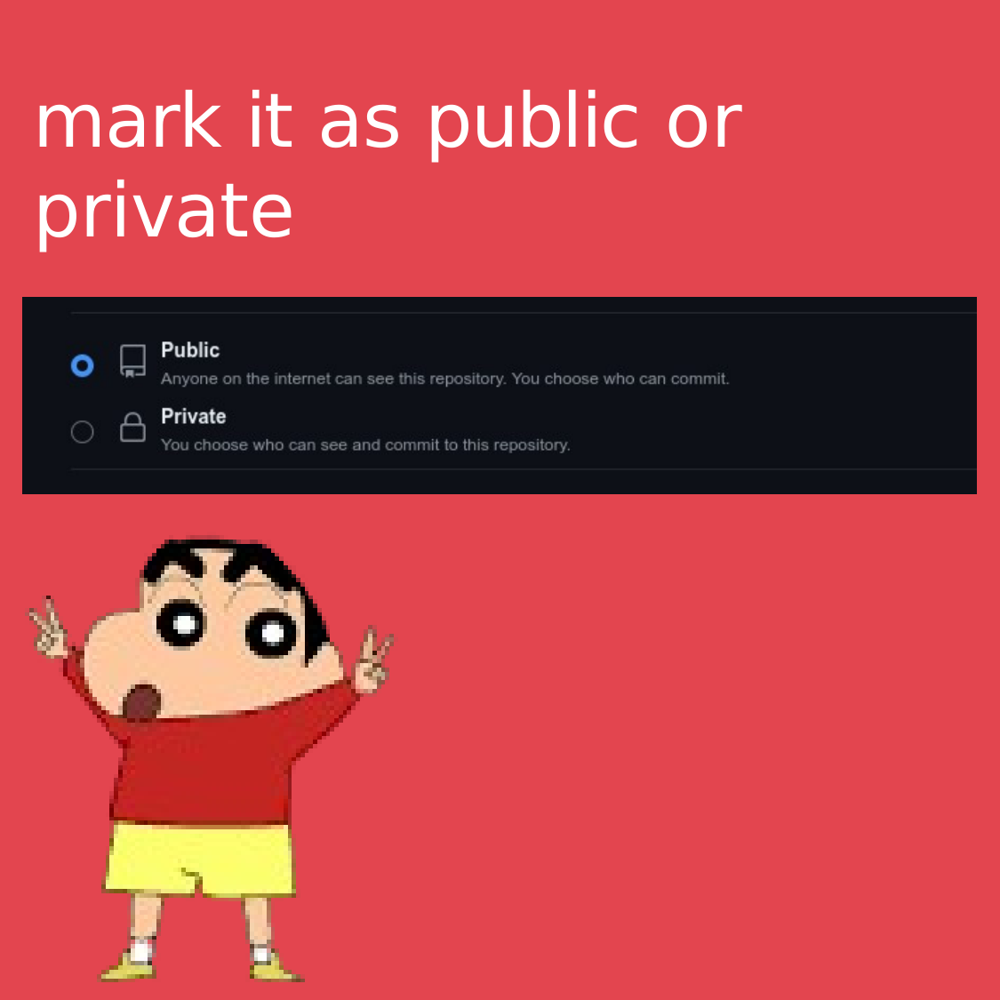 mark it as public or
private
Public
Anyone on the internet can see this repository. You choose who can commit.
Private
You choose who can see and commit to this repository.